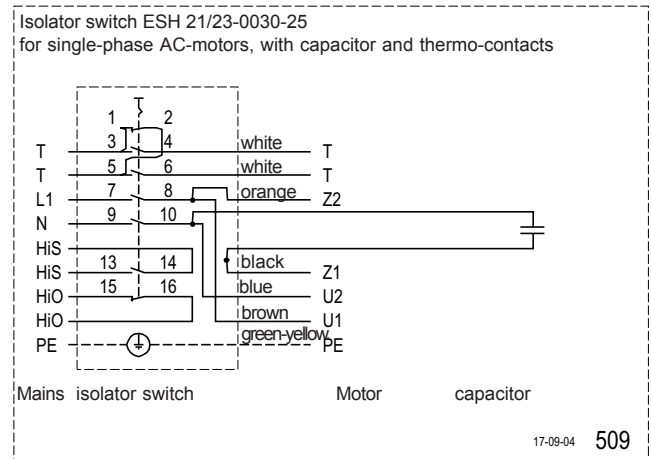 Isolator switch ESH 21/23-0030-25
for single-phase AC-motors, with capacitor and thermo-contacts
1 2
T 3 4 white T
T 5 6 white T
L1 7 8 orange Z2
N 9 10
HiS
HiS 13 14 black Z1
HiO 15 16 blue U2
HiO brown U1
PE green-yellow PE
Mains isolator switch Motor capacitor
17-09-04 509